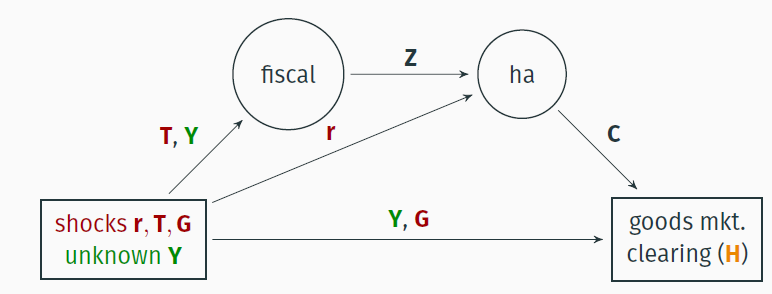 fiscal
Z
ha
T, Y
r
C
shocks r, T, G
unknown Y
Y, G
goods mkt.
clearing (H)